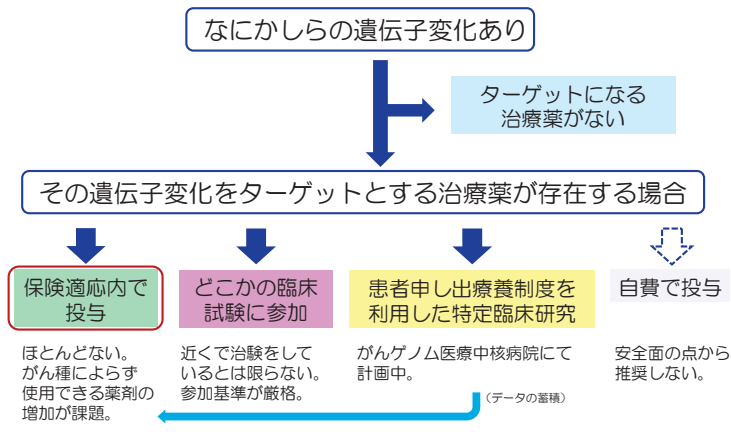 なにかしらの遺伝子変化あり
ターゲットになる
治療薬がない
その遺伝子変化をターゲットとする治療薬が存在する場合
保険適応内で
投与
どこかの臨床
試験に参加
患者申し出療養制度を
利用した特定臨床研究
自費で投与
ほとんどない。
がん種によらず
使用できる薬剤の
増加が課題。
近くで治験をして
いるとは限らない。
参加基準が厳格。
がんゲノム医療中核病院にて
計画中。
安全面の点から
推奨しない。
(データの蓄積)